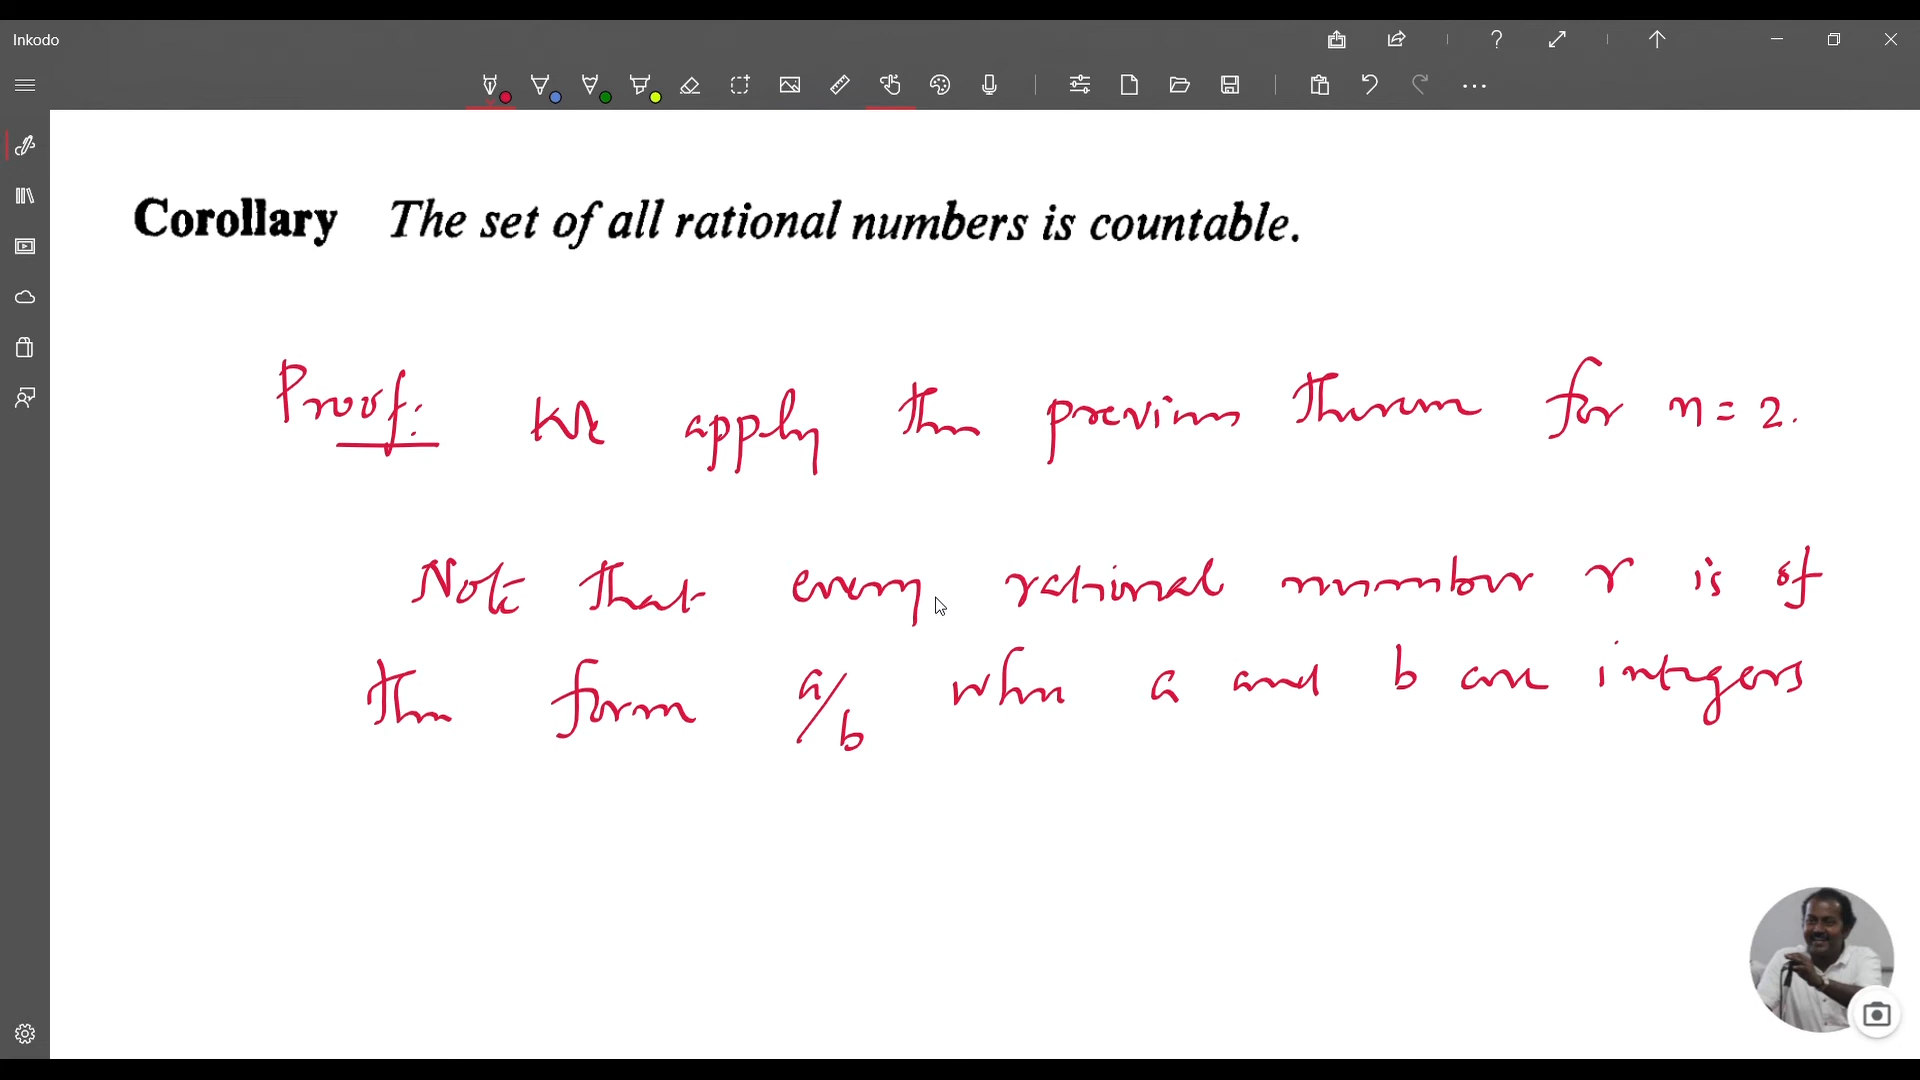 Inkodo
Corollary The set of all rational numbers is countable.
Proof: We apply the previous theorem for n = 2.
Note that every rational number r is of
the form a/b where a and b are integers